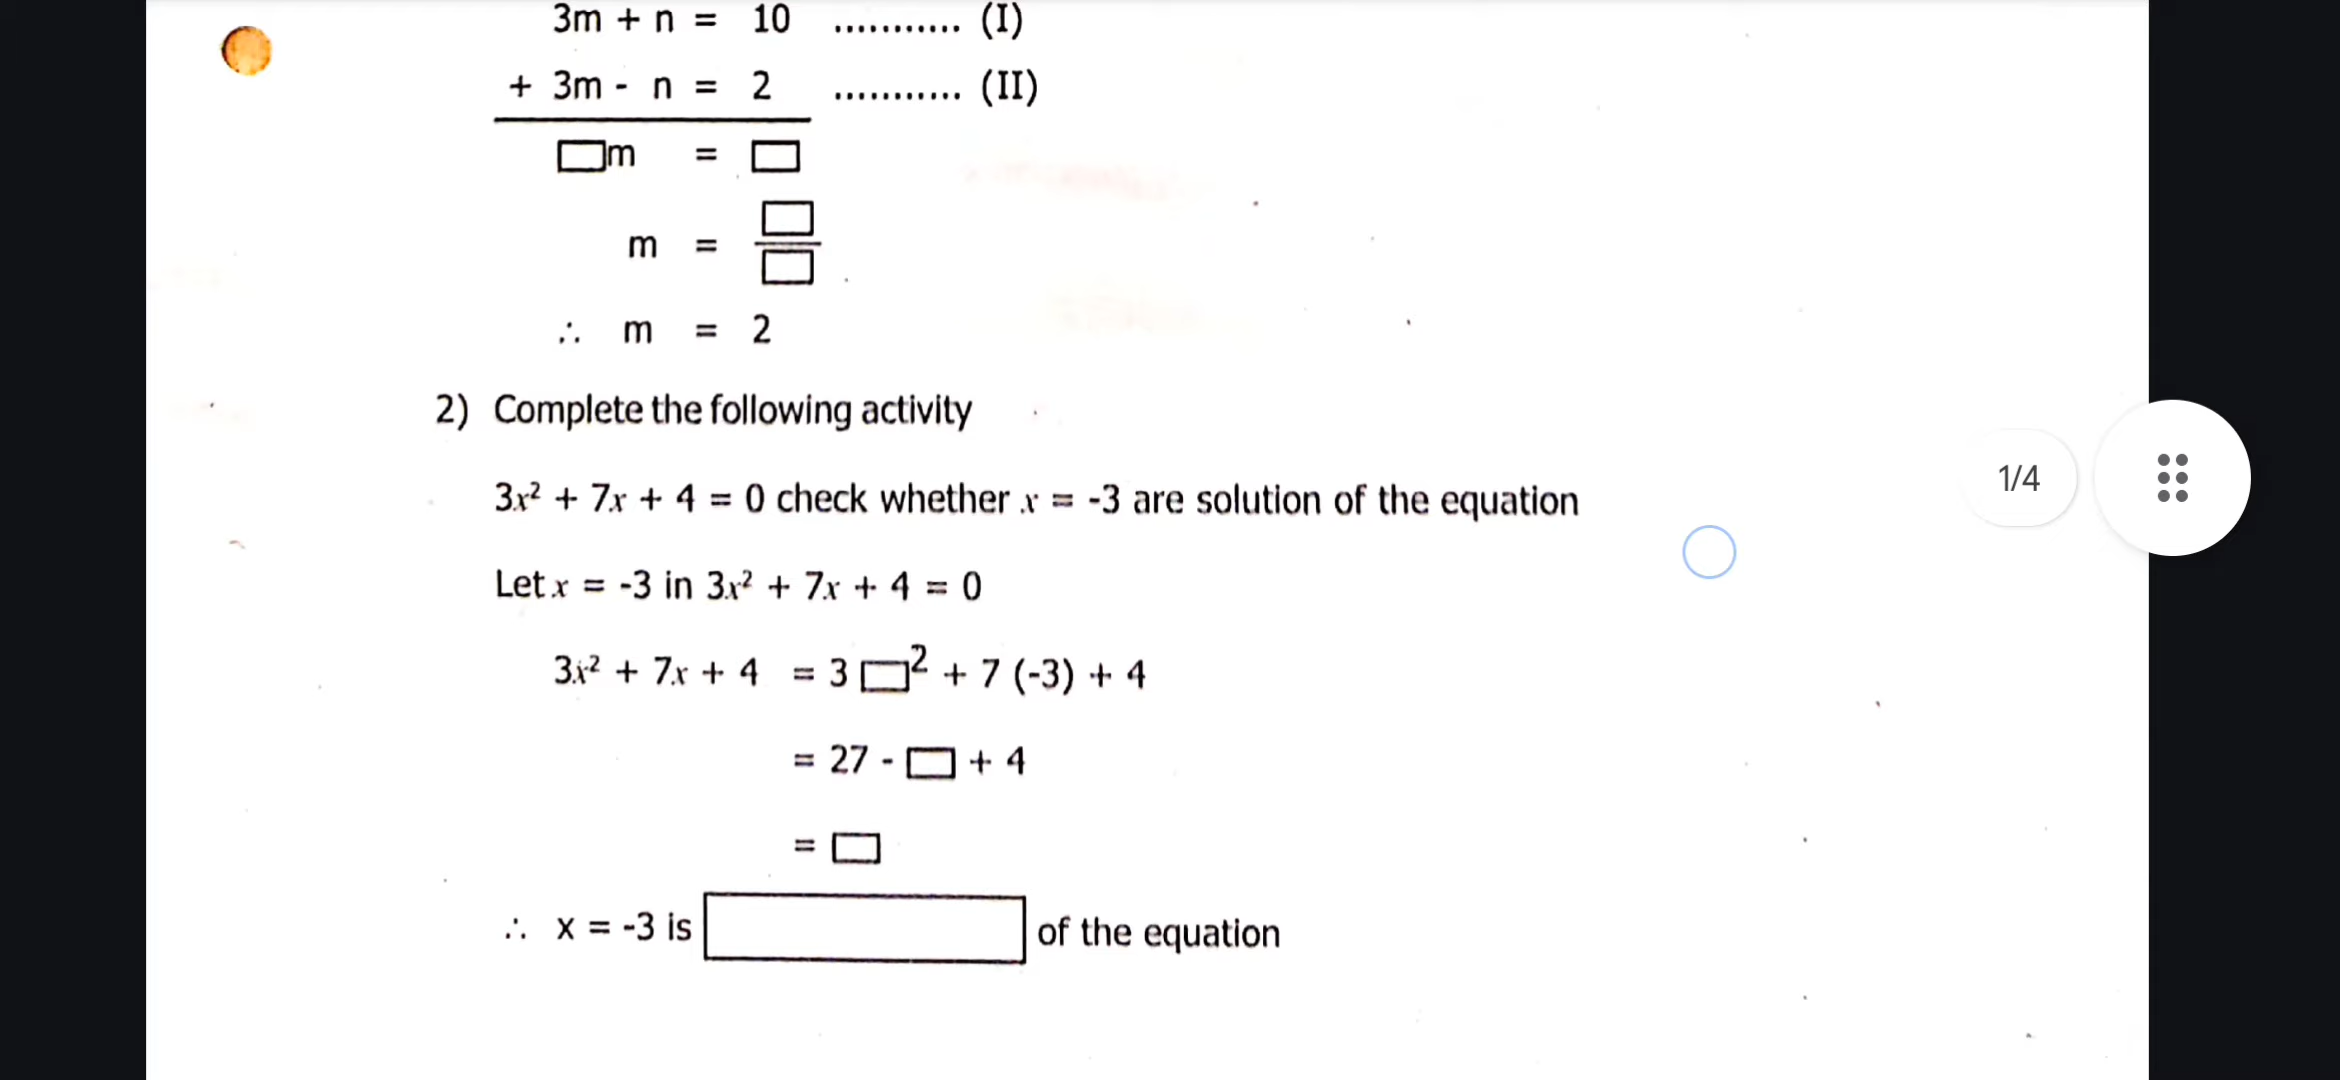 3m + n = 10 ........... (I)
+ 3m - n = 2 ........... (II)
□m = □
m = □/□
∴ m = 2
2) Complete the following activity
3x² + 7x + 4 = 0 check whether x = -3 are solution of the equation
Let x = -3 in 3x² + 7x + 4 = 0
3x² + 7x + 4 = 3 □² + 7 (-3) + 4
= 27 - □ + 4
= □
∴ x = -3 is □ of the equation
1/4